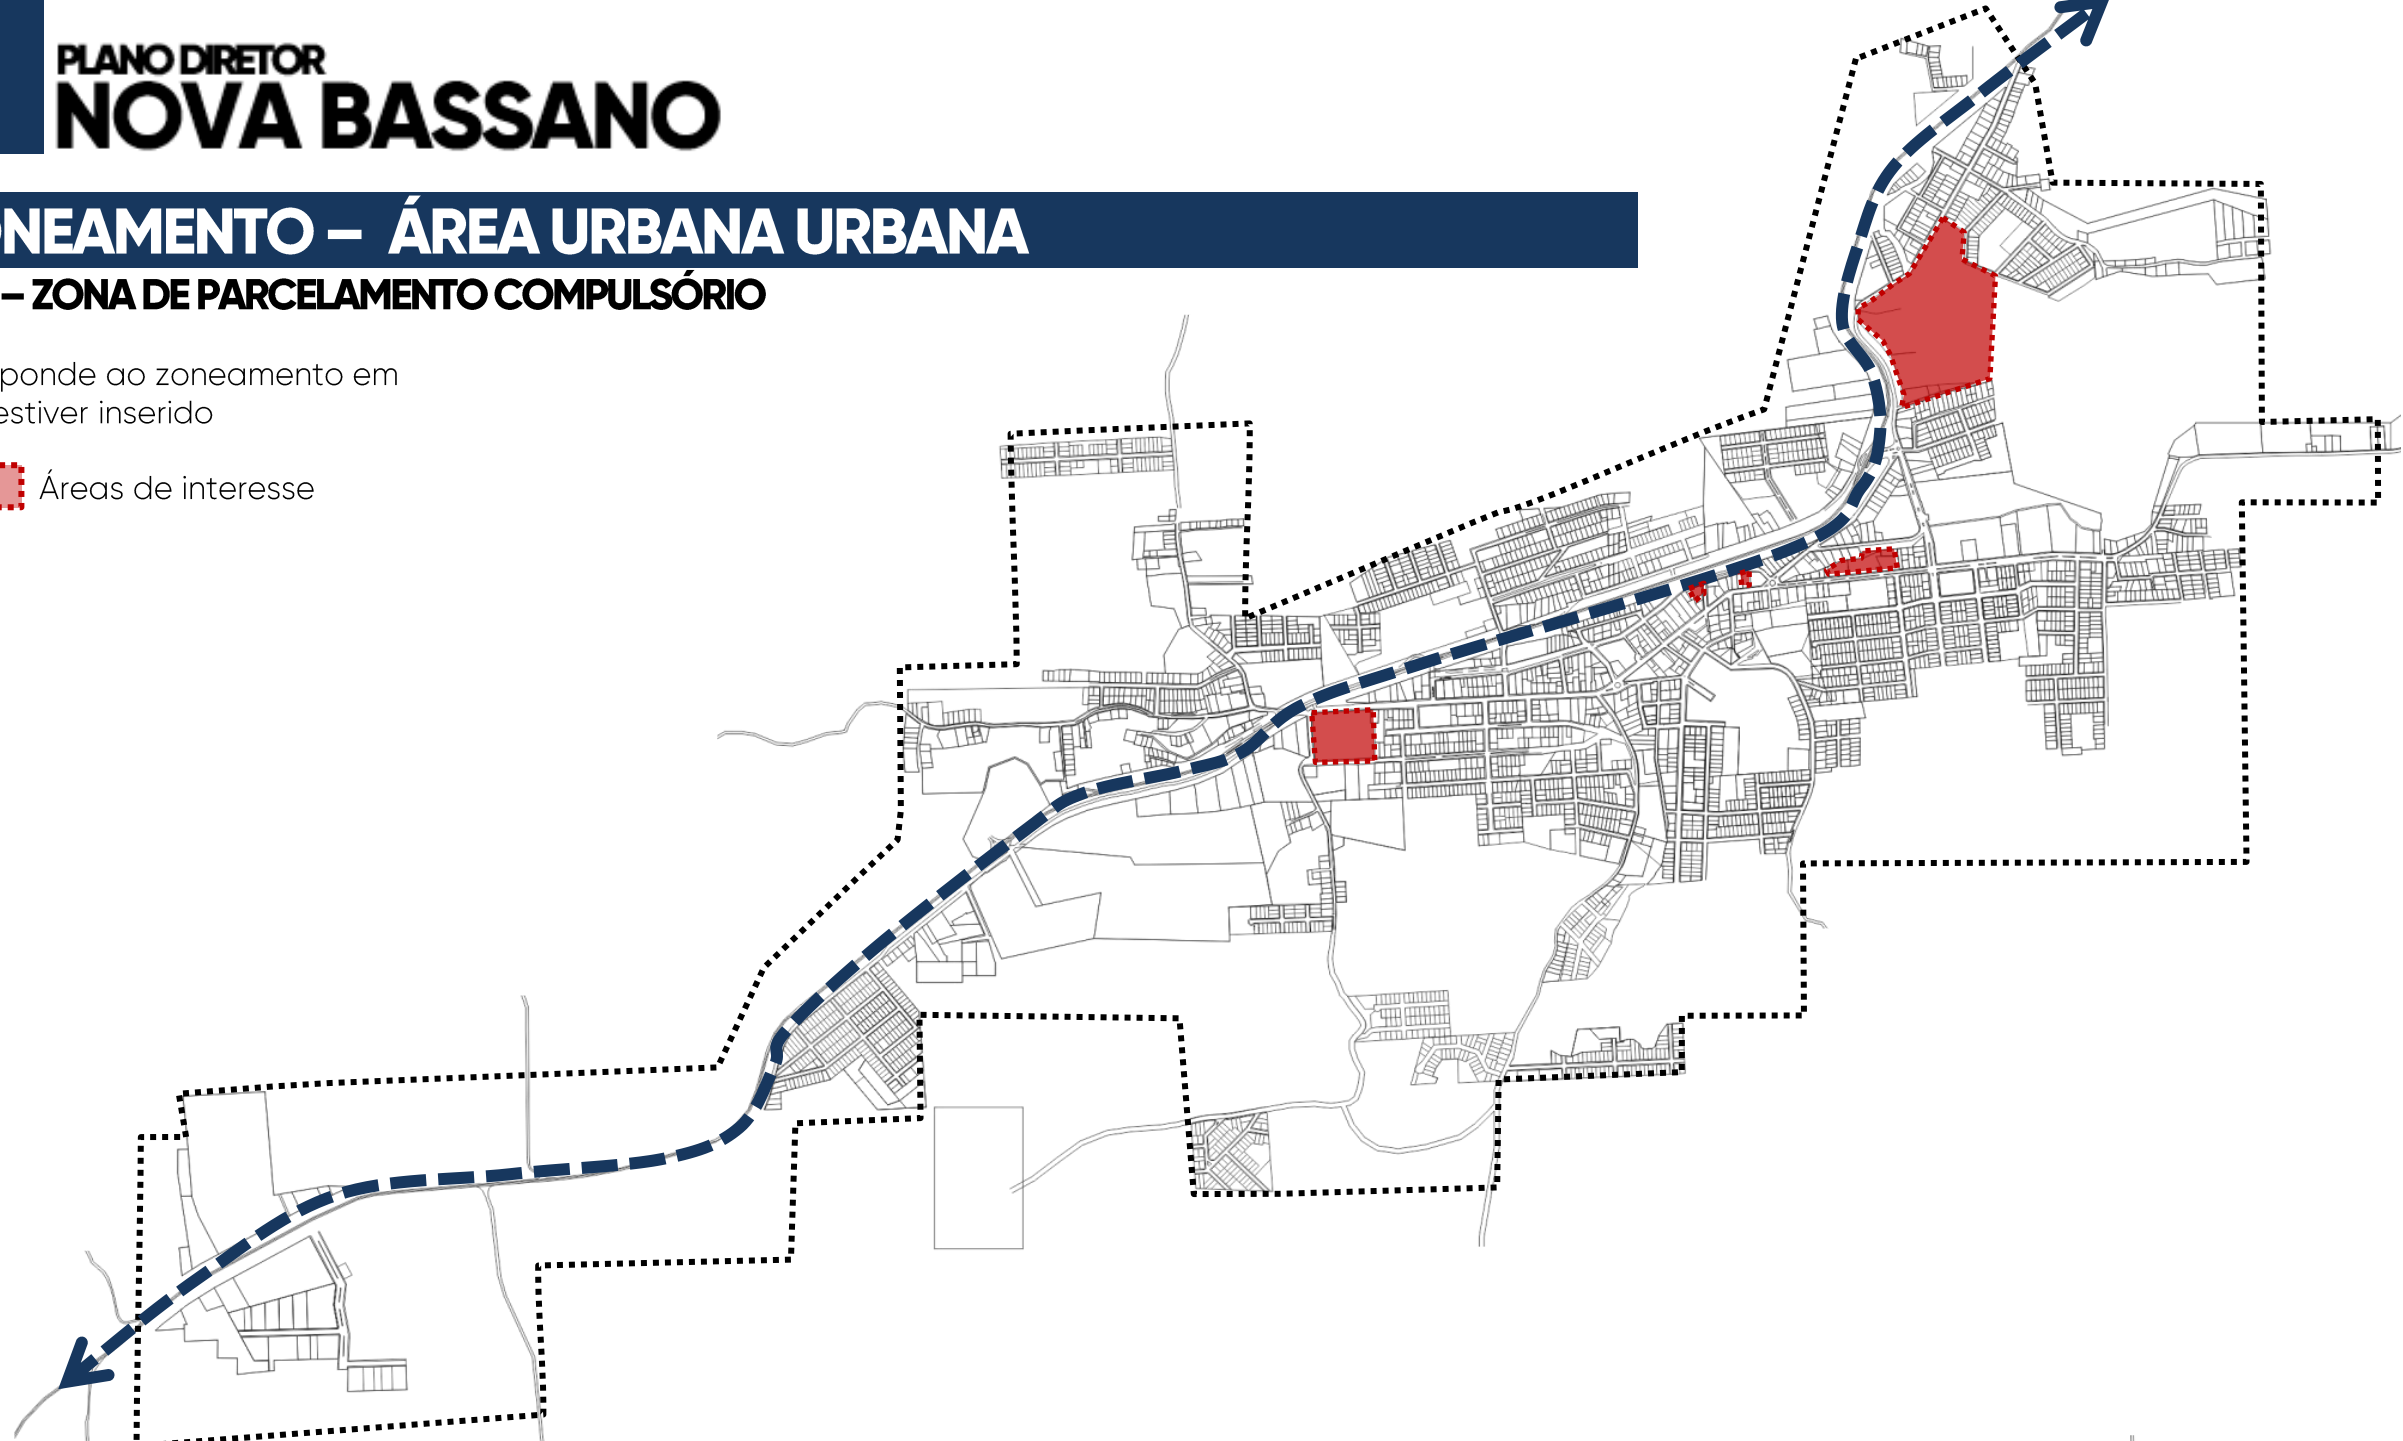 PLANO DIRETOR
NOVA BASSANO
ONEAMENTO – ÁREA URBANA URBANA
– ZONA DE PARCELAMENTO COMPULSÓRIO
ponde ao zoneamento em
estiver inserido
Áreas de interesse